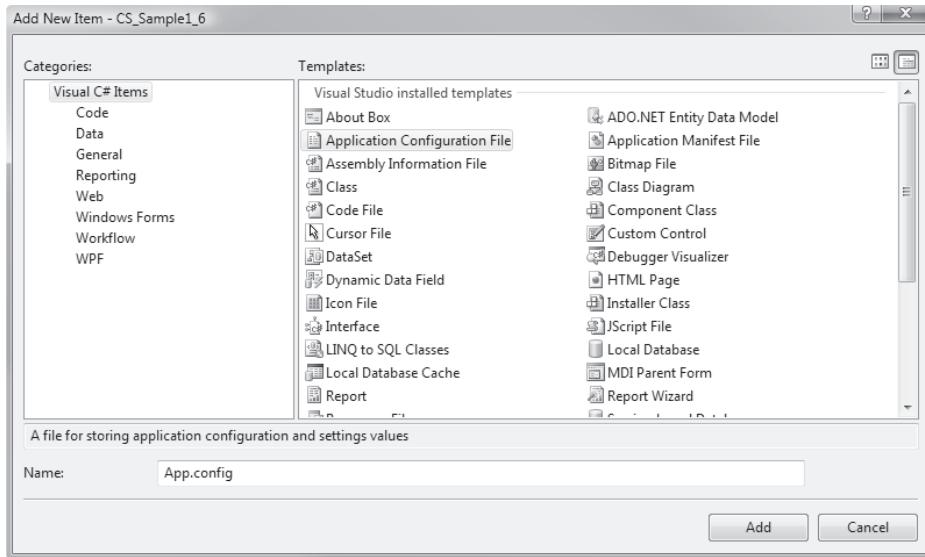 Add New Item - CS_Sample1_6
Categories:
Templates:
Visual C# Items
Code
Data
General
Reporting
Web
Windows Forms
Workflow
WPF
Visual Studio installed templates
About Box
ADO.NET Entity Data Model
Application Configuration File
Application Manifest File
Assembly Information File
Bitmap File
Class
Class Diagram
Code File
Component Class
Cursor File
Custom Control
DataSet
Debugger Visualizer
Dynamic Data Field
HTML Page
Icon File
Installer Class
Interface
JScript File
LINQ to SQL Classes
Local Database
Local Database Cache
MDI Parent Form
Report
Report Wizard
A file for storing application configuration and settings values
Name:
App.config
Add
Cancel